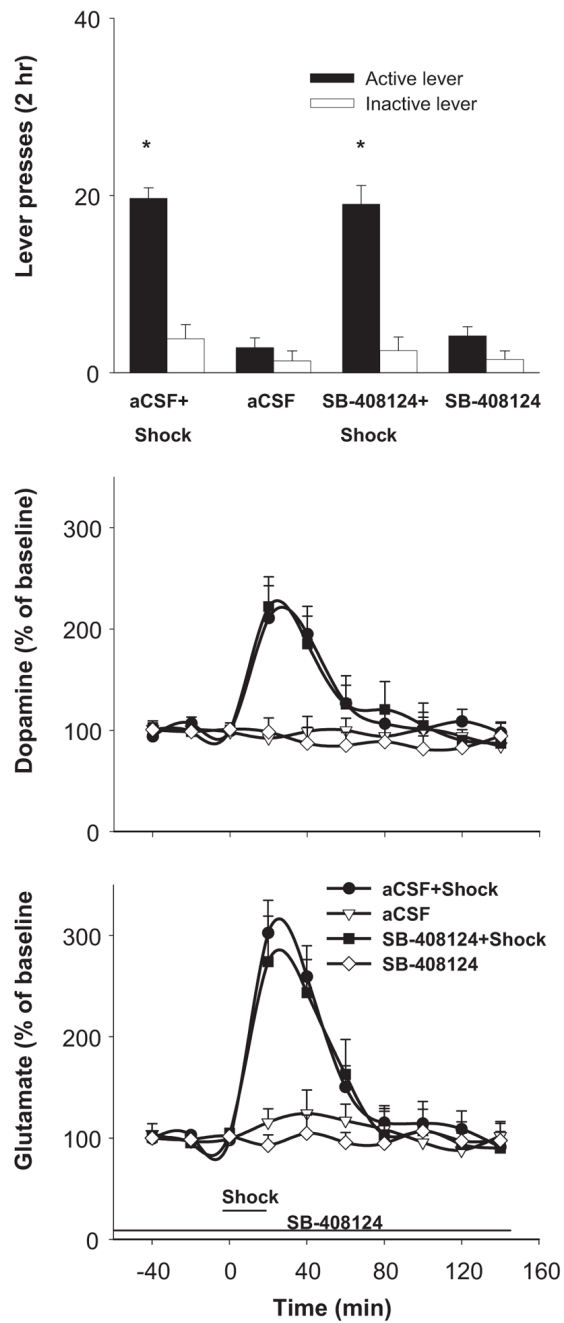 Lever presses (2 hr)
40
20
0
Active lever
Inactive lever
*
*
aCSF+
Shock
aCSF
SB-408124+
Shock
SB-408124
Dopamine (% of baseline)
300
200
100
0
Glutamate (% of baseline
300
200
100
0
aCSF+Shock
aCSF
SB-408124+Shock
SB-408124
Shock
SB-408124
-40
0
40
80
120
160
Time (min)